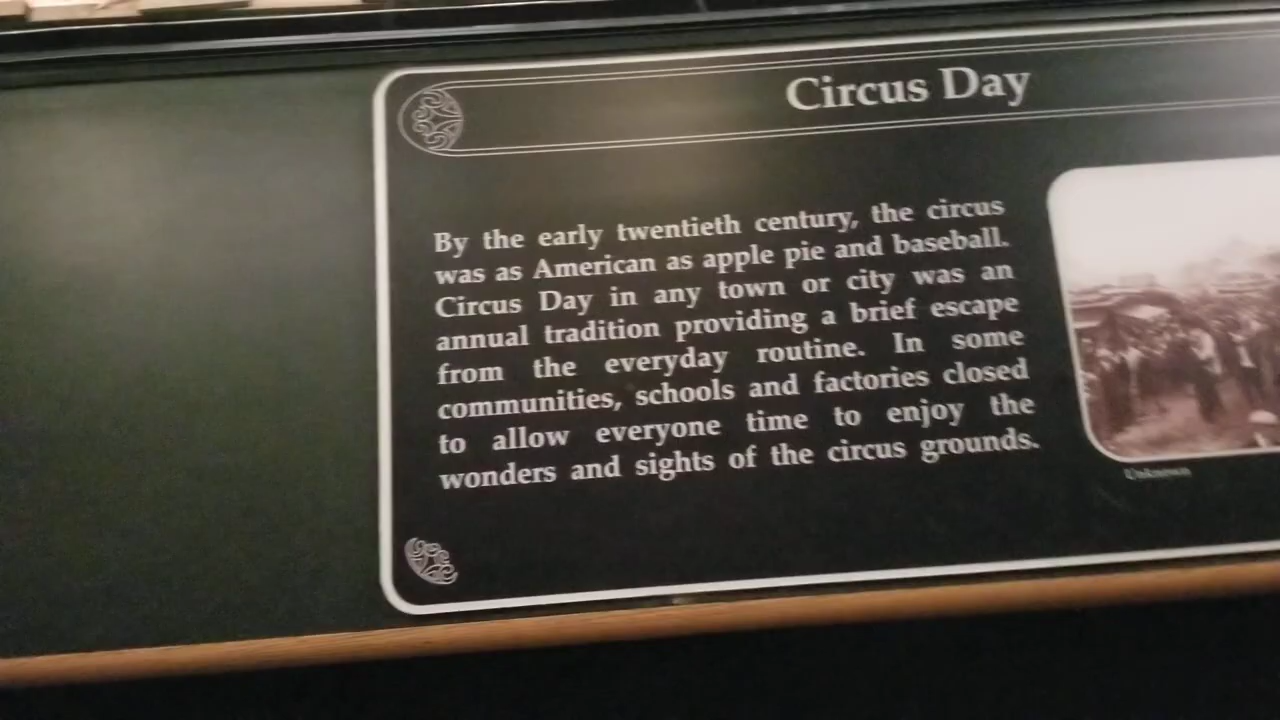 Circus Day
By the early twentieth century, the circus
was as American as apple pie and baseball.
Circus Day in any town or city was an
annual tradition providing a brief escape
from the everyday routine. In some
communities, schools and factories closed
to allow everyone time to enjoy the
wonders and sights of the circus grounds.
Unknown